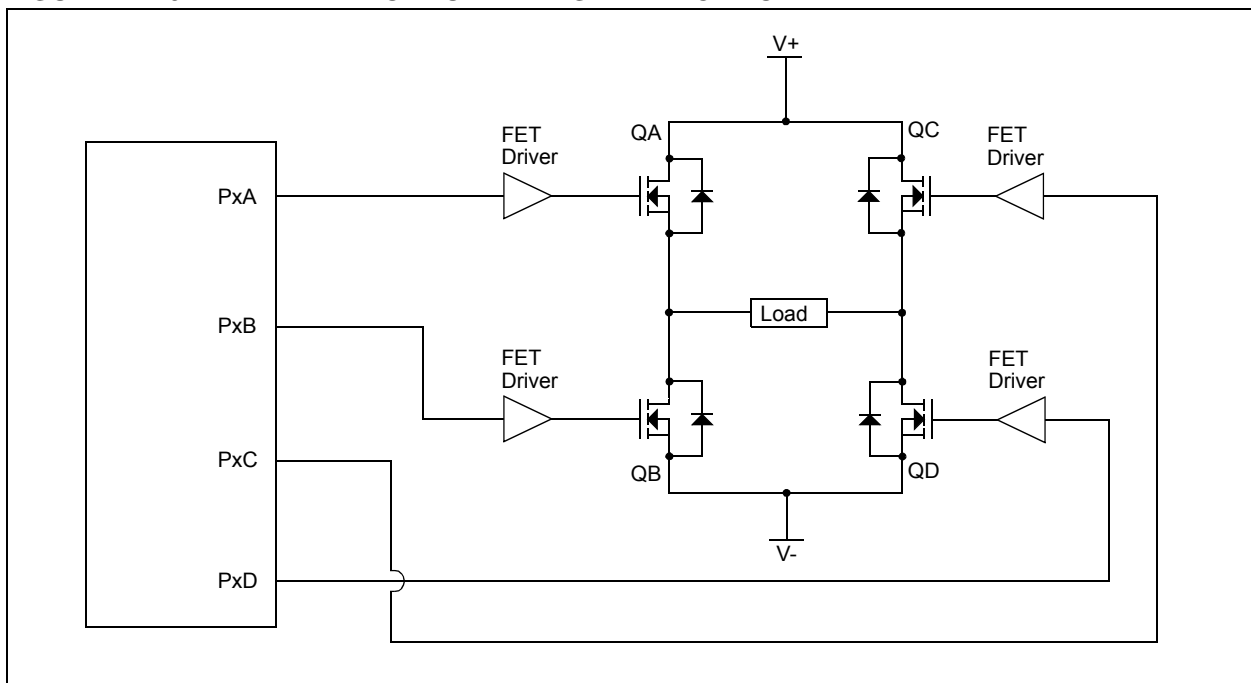 V+
FET
Driver
QA
QC
FET
Driver
PxA
PxB
Load
FET
Driver
FET
Driver
PxC
QB
QD
V-
PxD